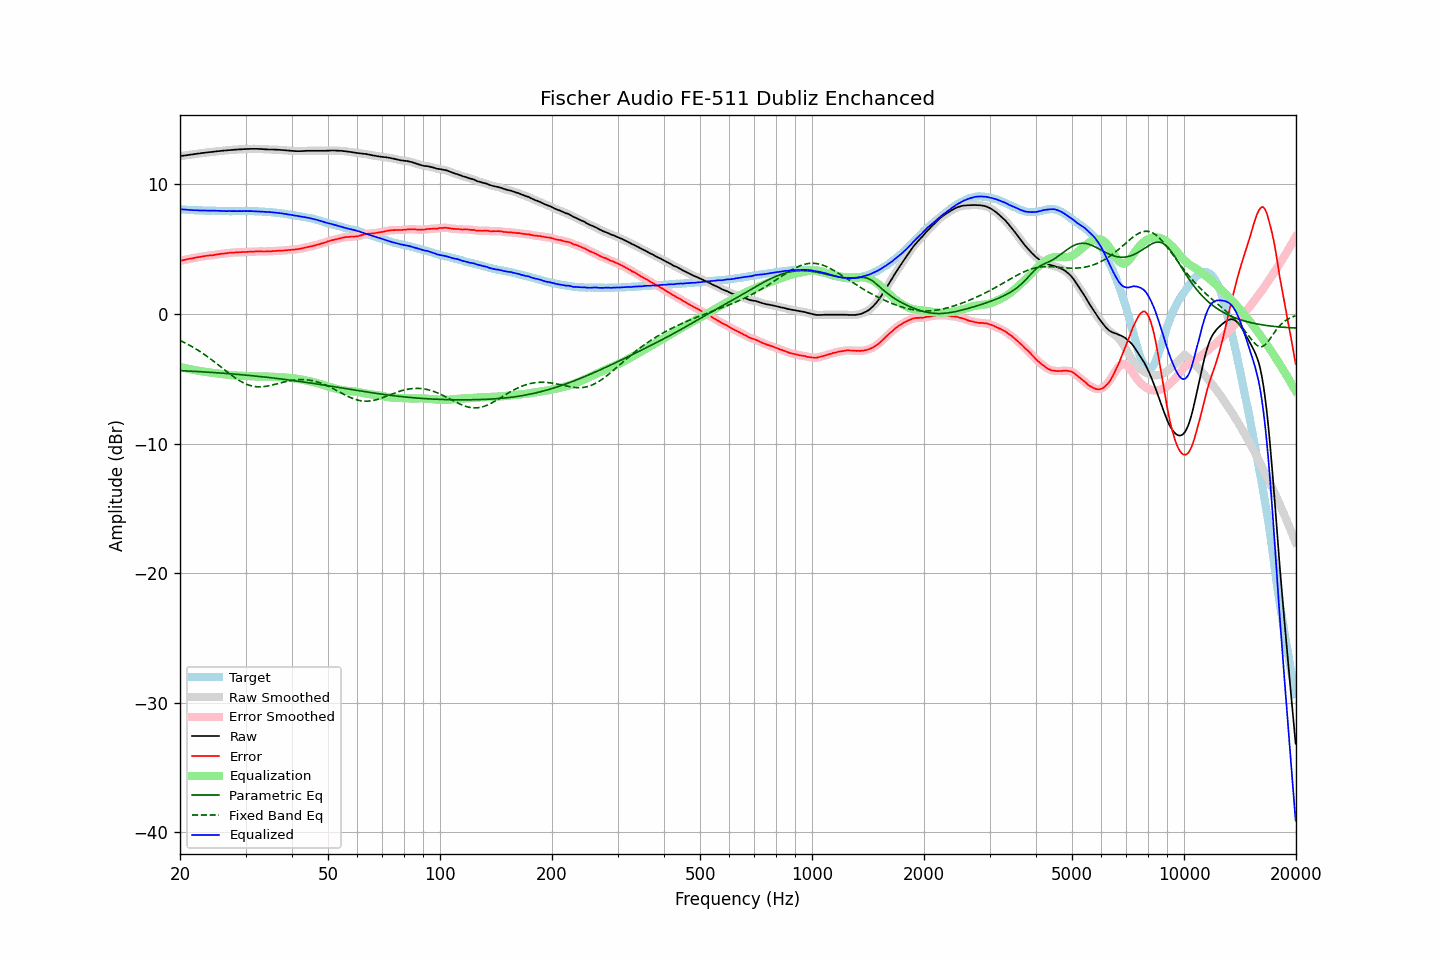 Fischer Audio FE-511 Dubliz Enchanced
Amplitude (dBr)
10
0
−10
−20
−30
−40
Target
Raw Smoothed
Error Smoothed
Raw
Error
Equalization
Parametric Eq
Fixed Band Eq
Equalized
20 50 100 200 500 1000 2000 5000 10000 20000
Frequency (Hz)